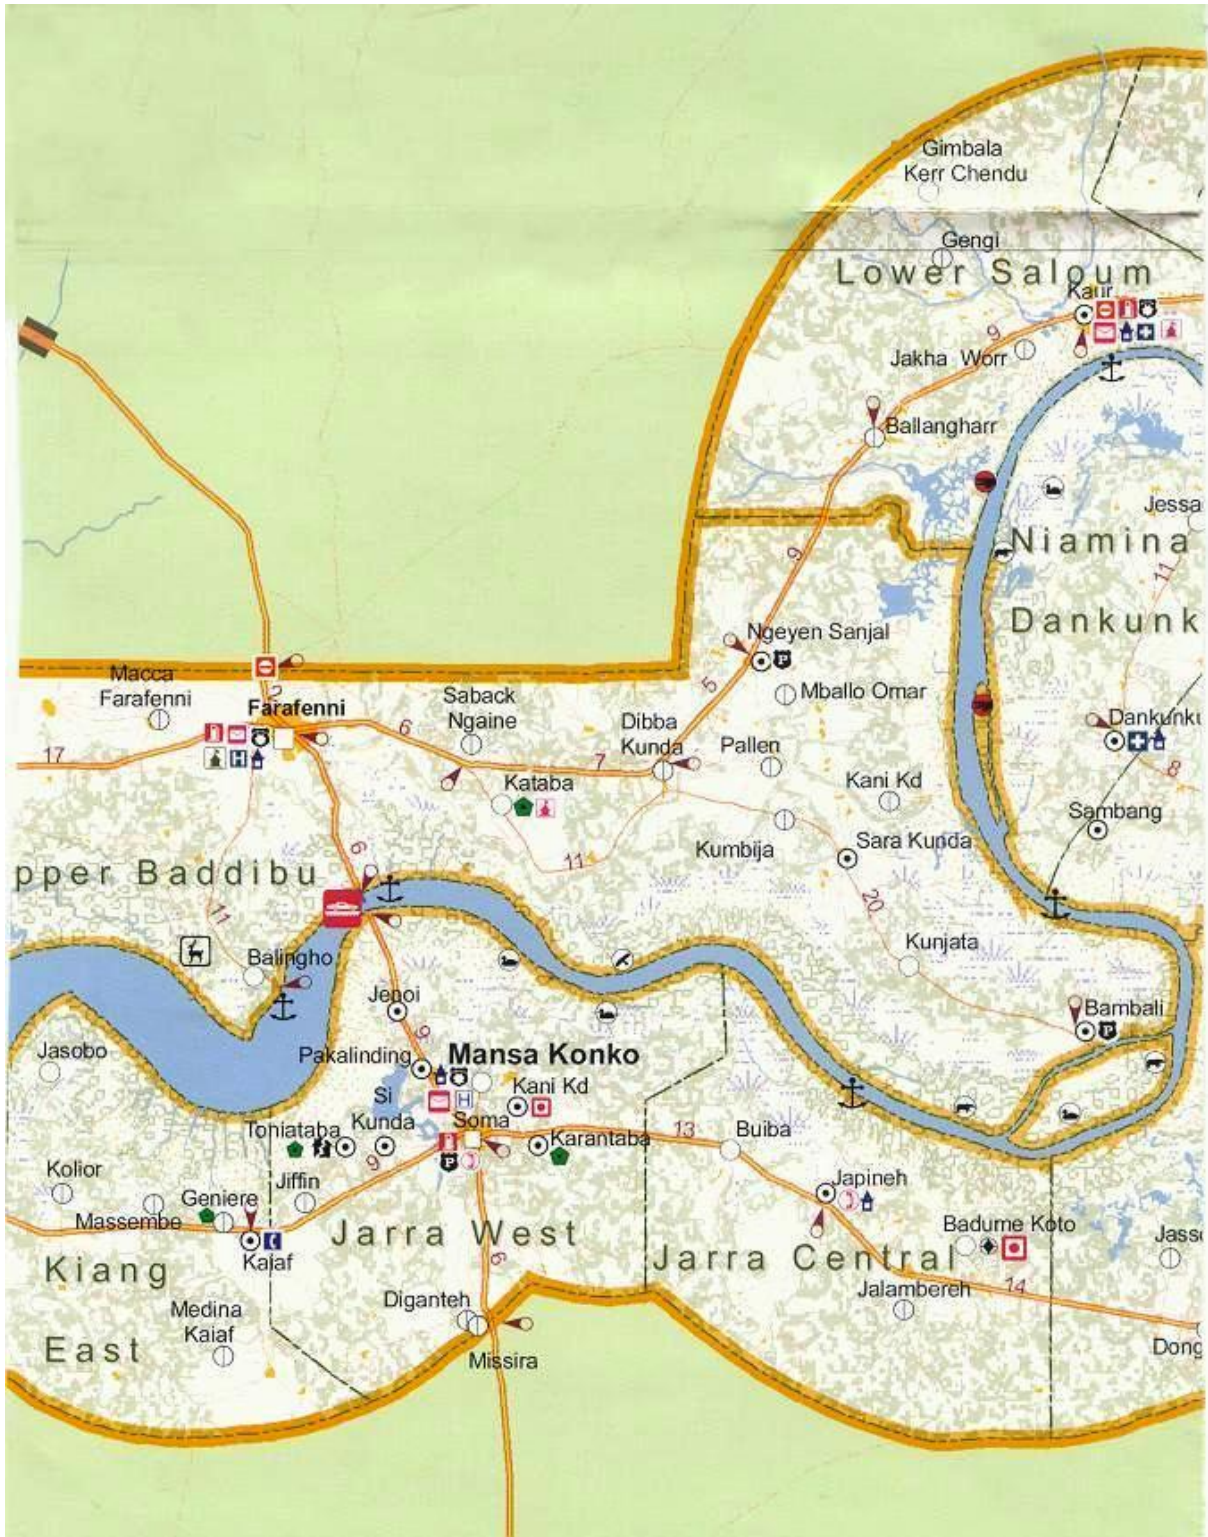 Gimbala
Kerr Chendu
Gengi
Lower Saloum
Kaur
9
Jakha Worr
Ballangharr
Jessa
Niamina
11
9
Dankunk
Ngeyen Sanjal
P
Macca
Farafenni
2
Farafenni
Saback
Ngaine
5
Mballo Omar
Dibba
Kunda
Pallen
Dankunku
17
6
7
8
H
Kataba
Kani Kd
Sambang
6
11
Kumbija
Sara Kunda
pper Baddibu
11
20
Balingho
Kunjata
Jenoi
Bambali
P
9
Jasobo
Pakalinding
Mansa Konko
Si
Kunda
H
Kani Kd
Toniataba
Soma
Karantaba
13
Buiba
9
P
Kolior
Jiffin
Geniere
Japineh
Massembe
Kaiaf
Jarra West
Badume Koto
Jasso
Kiang
6
Jarra Central
Jalambereh
14
Medina
Kaiaf
Diganteh
East
Missira
Dong